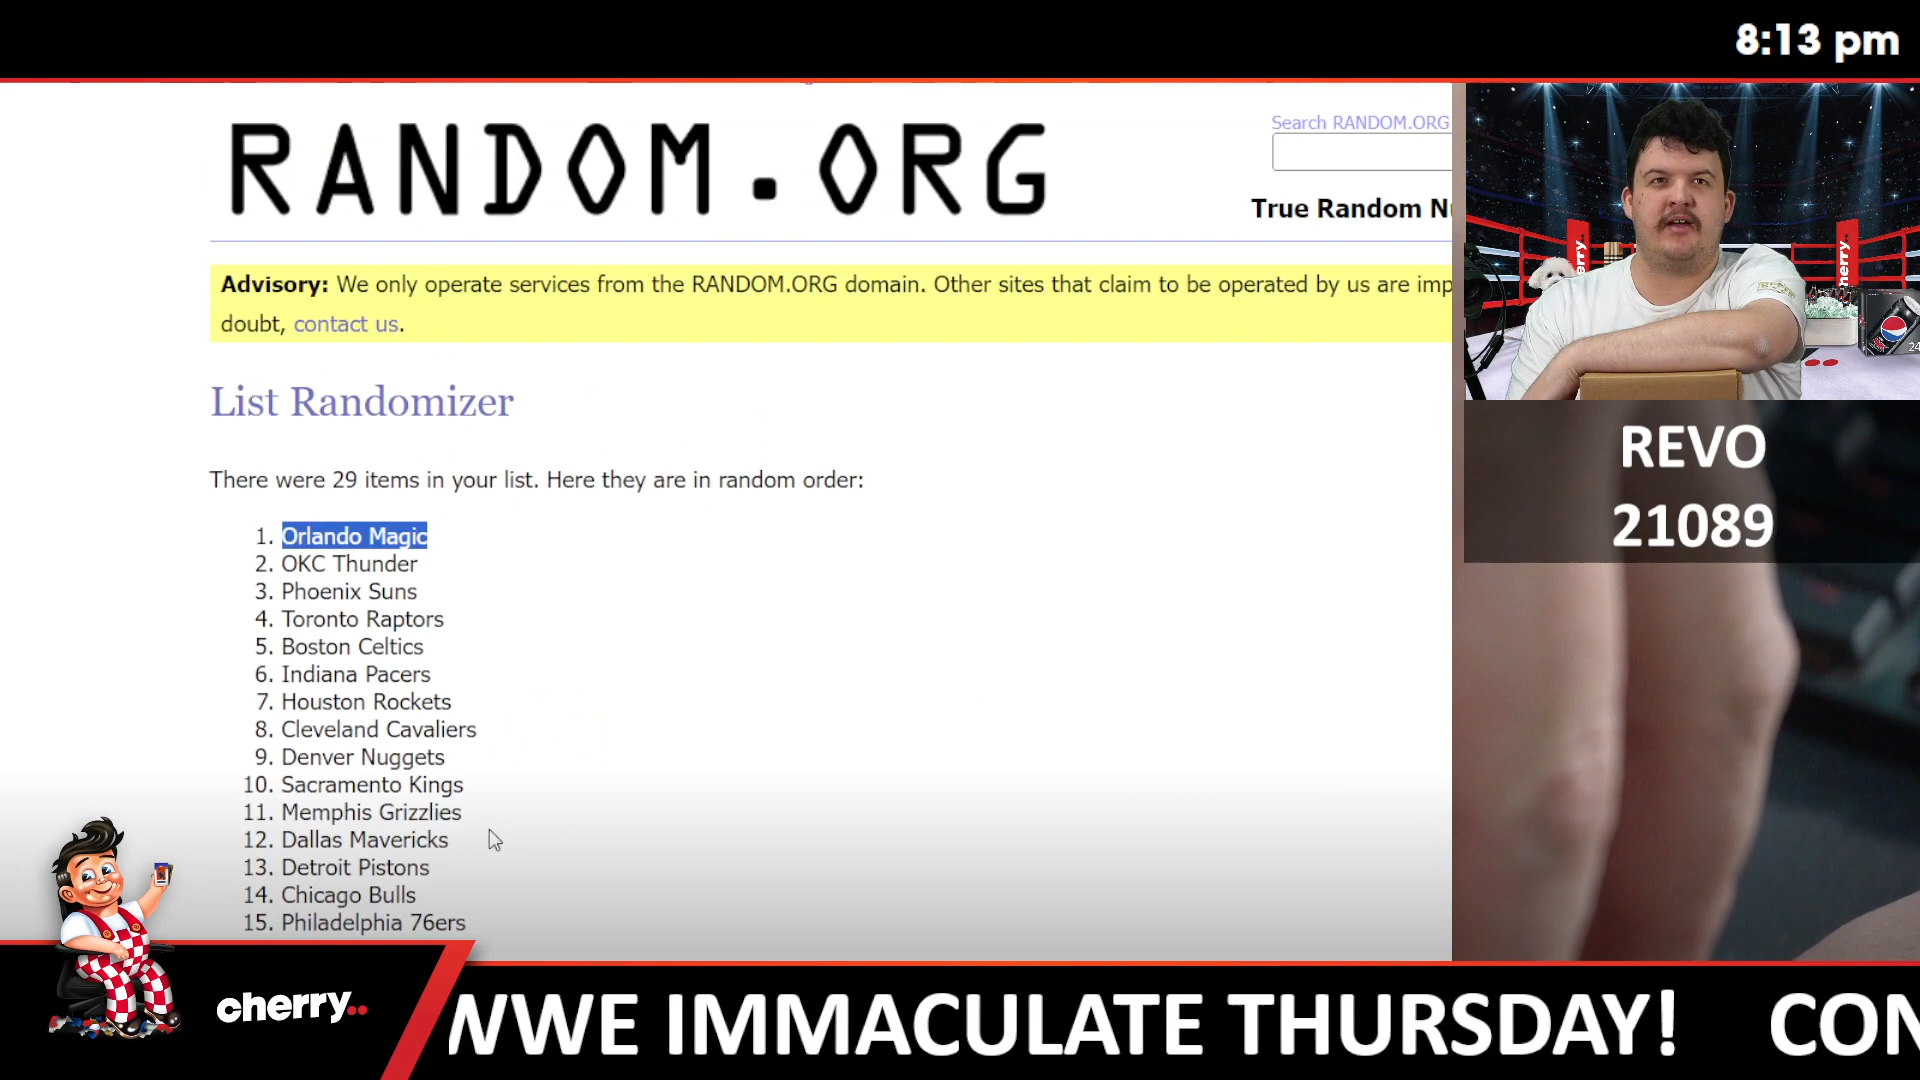 8:13 pm
RANDOM.ORG
Search RANDOM.ORG
True Random Nu
Advisory: We only operate services from the RANDOM.ORG domain. Other sites that claim to be operated by us are imp
doubt, contact us.
List Randomizer
There were 29 items in your list. Here they are in random order:
1. Orlando Magic
2. OKC Thunder
3. Phoenix Suns
4. Toronto Raptors
5. Boston Celtics
6. Indiana Pacers
7. Houston Rockets
8. Cleveland Cavaliers
9. Denver Nuggets
10. Sacramento Kings
11. Memphis Grizzlies
12. Dallas Mavericks
13. Detroit Pistons
14. Chicago Bulls
15. Philadelphia 76ers
herry..
herry..
24
REVO
21089
cherry..
WWE IMMACULATE THURSDAY! CON